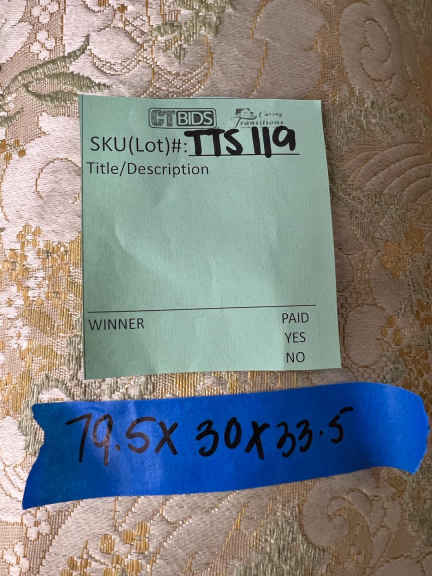 CTBIDS Caring Transitions
SKU(Lot)#: TTS 119
Title/Description
WINNER PAID
YES
NO
79.5X 30X33.5